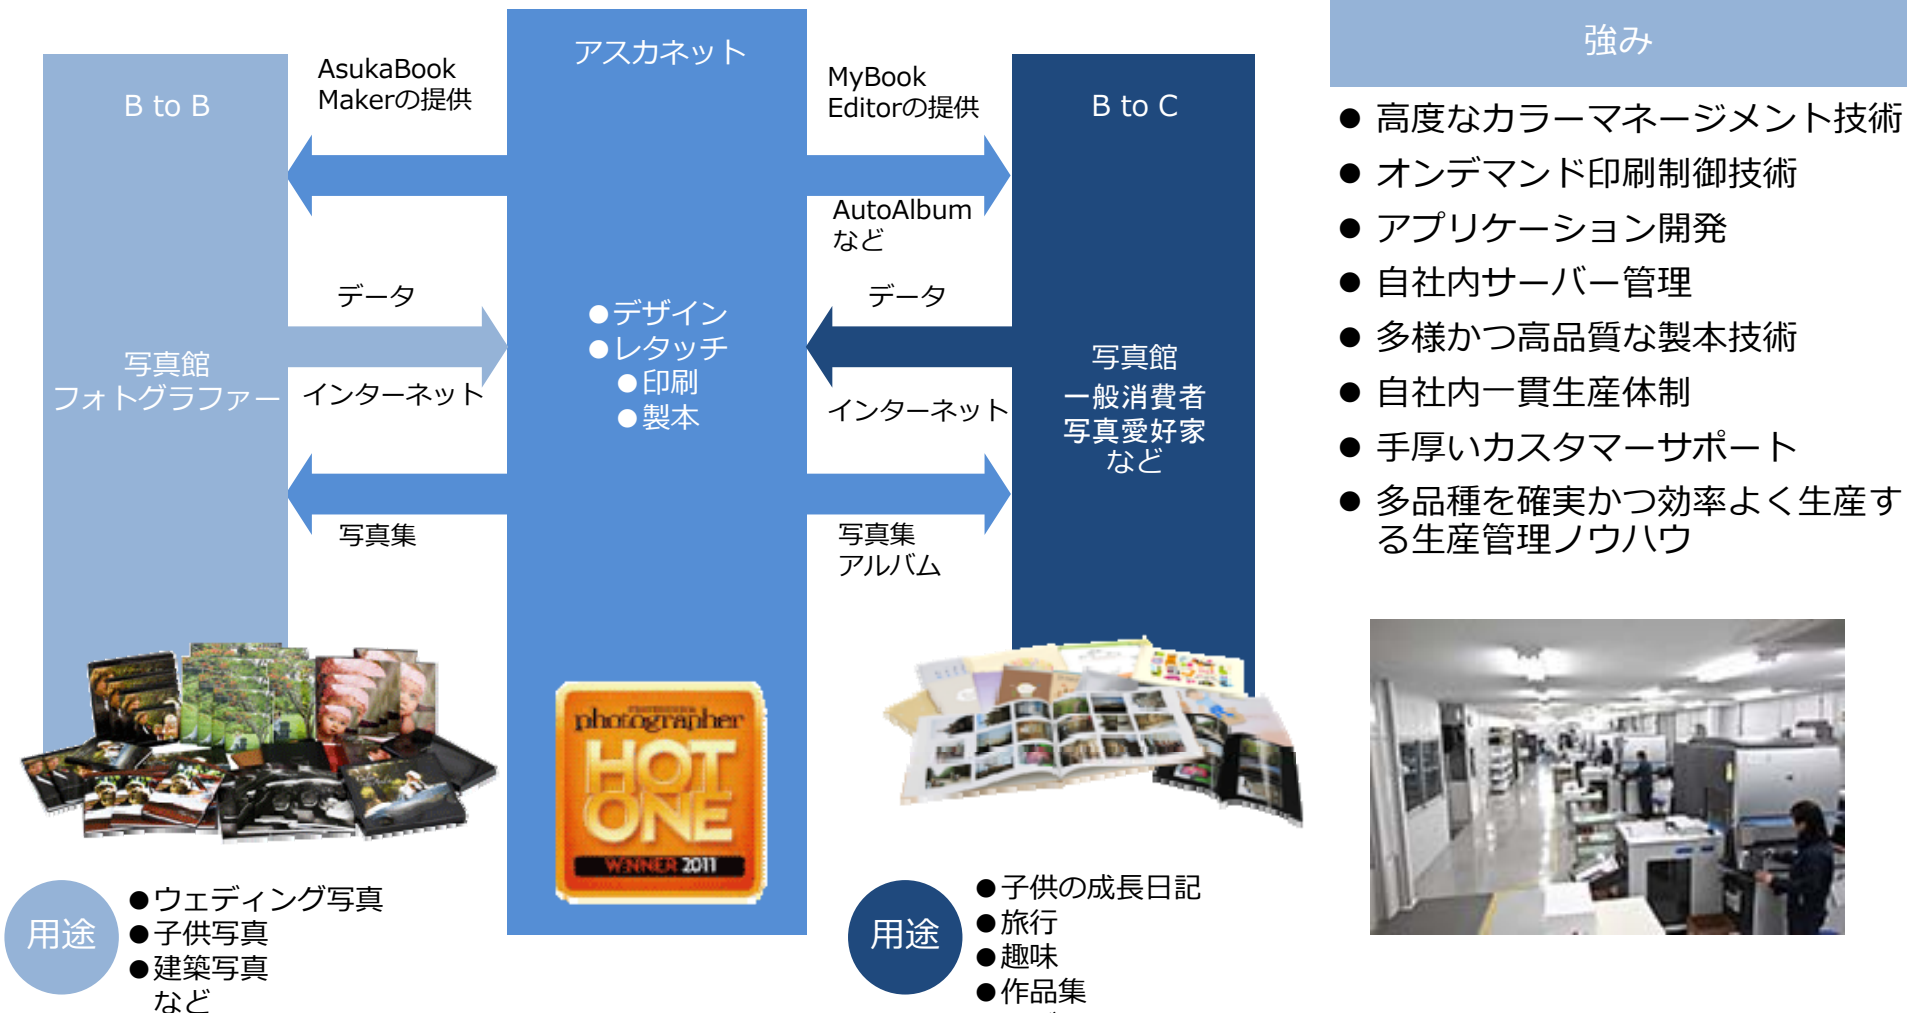 アスカネット
B to B
AsukaBook
Makerの提供
MyBook
Editorの提供
B to C
AutoAlbum
など
データ
データ
●デザイン
●レタッチ
●印刷
●製本
写真館
フォトグラファー
インターネット
インターネット
写真館
一般消費者
写真愛好家
など
写真集
写真集
アルバム
photographer
HOT
ONE
WINNER 2011
用途
●ウェディング写真
●子供写真
●建築写真
など
用途
●子供の成長日記
●旅行
●趣味
●作品集
強み
● 高度なカラーマネージメント技術
● オンデマンド印刷制御技術
● アプリケーション開発
● 自社内サーバー管理
● 多様かつ高品質な製本技術
● 自社内一貫生産体制
● 手厚いカスタマーサポート
● 多品種を確実かつ効率よく生産す
る生産管理ノウハウ